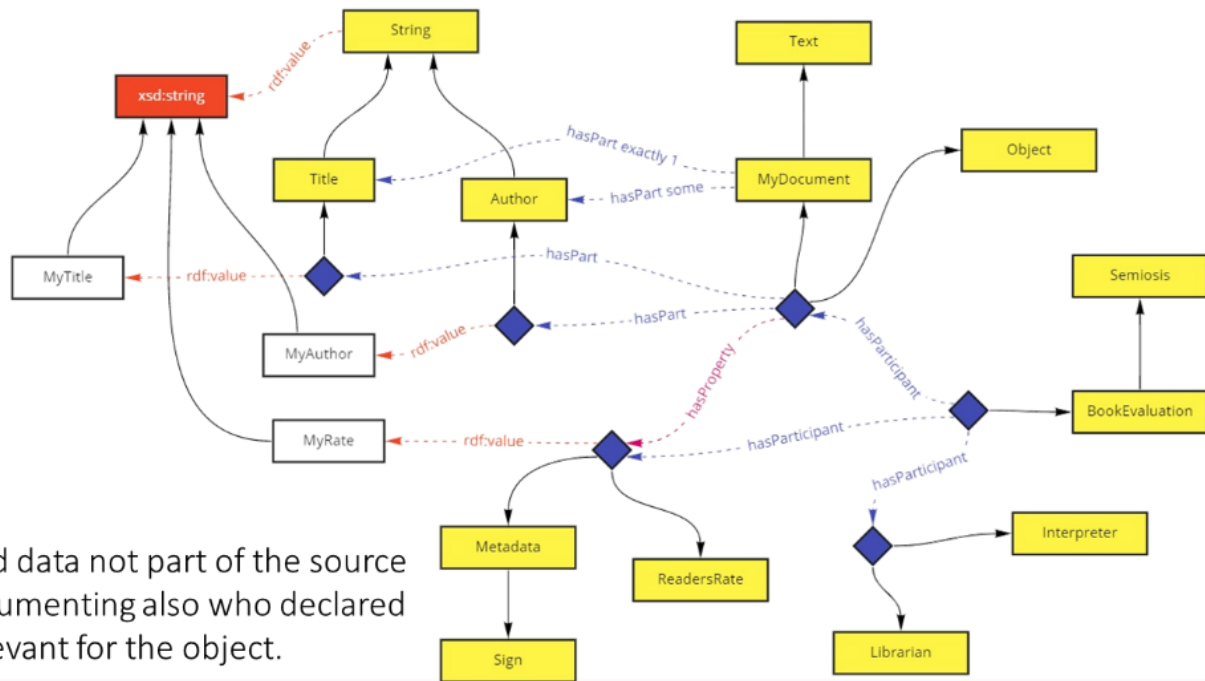 String
Text
rdf:value
xsd:string
hasPart exactly 1
Object
Title
MyDocument
Author
hasPart some
hasPart
MyTitle
rdf:value
Semiosis
hasPart
MyAuthor
rdf:value
hasProperty
hasParticipant
BookEvaluation
MyRate
rdf:value
hasParticipant
hasParticipant
Metadata
Interpreter
d data not part of the source
ReadersRate
umenting also who declared
evant for the object.
Sign
Librarian